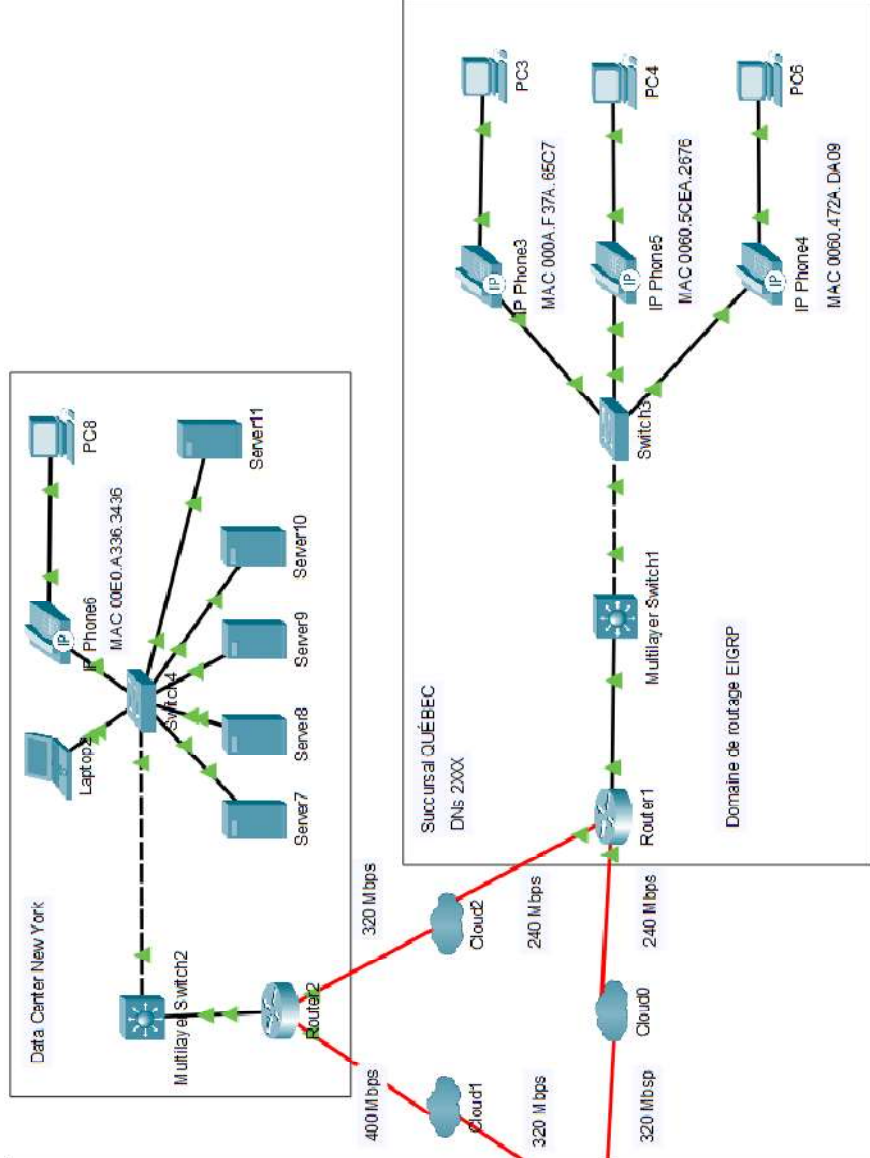 Data Center New York
Multilayer Switch2
Laptop2
IP Phone6
MAC 00E0.A336.3436
PC8
Switch4
Server7
Server8
Server9
Server10
Server11
Router2
400 Mbps
320 Mbps
Cloud1
Cloud2
320 Mbps
240 Mbps
Cloud0
320 Mbsp
240 Mbps
Succursal QUÉBEC
DNs 2XXX
Router1
Multilayer Switch1
Switch3
IP Phone3
MAC 000A.F37A.65C7
PC3
IP Phone5
MAC 0060.5CEA.2676
PC4
IP Phone4
MAC 0060.472A.DA09
PC6
Domaine de routage EIGRP